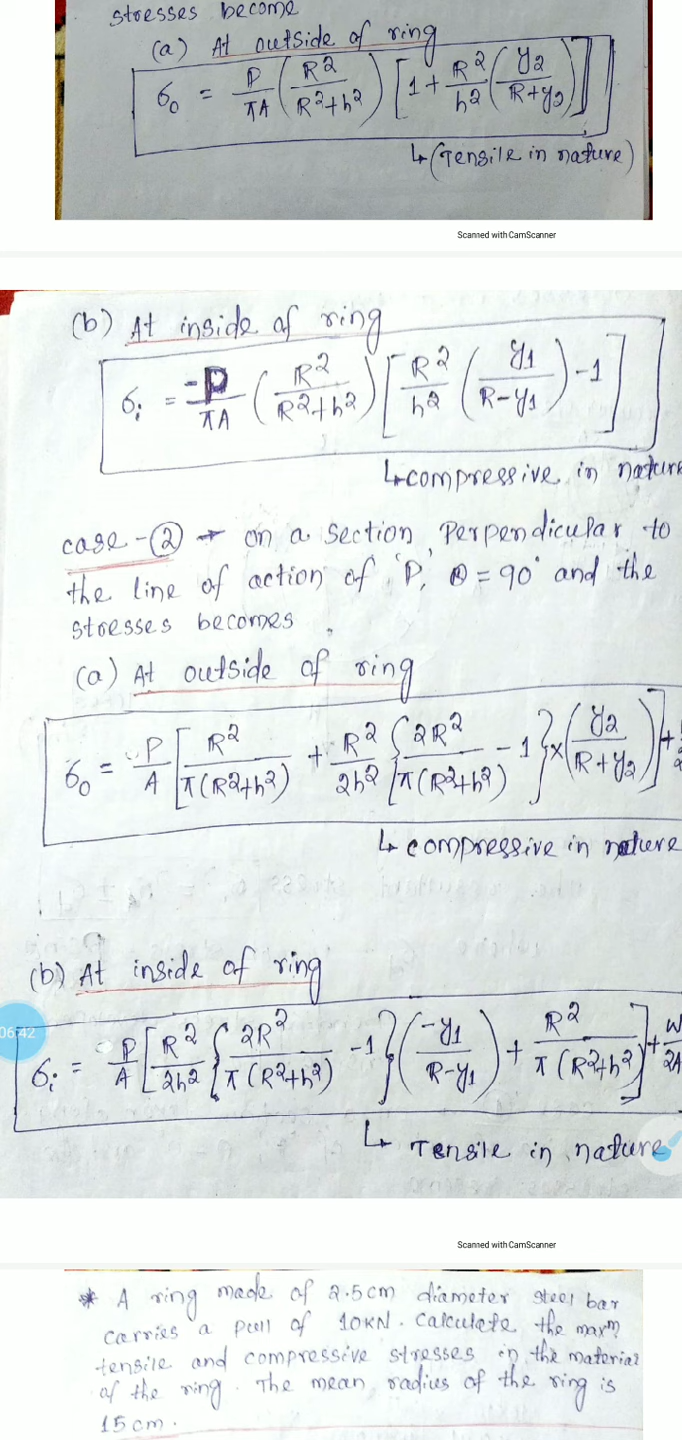 stresses become
(a) At outside of ring
σ₀ = P/πA (R²/R²+h²) [1 + R²/h² (y₂/R+y₂)]
↳ (Tensile in nature)
Scanned with CamScanner
(b) At inside of ring
σᵢ = -P/πA (R²/R²+h²) [R²/h² (y₁/R-y₁) -1]
↳ compressive in nature
case-② → on a section perpendicular to
the line of action of 'P, θ = 90° and the
stresses becomes
(a) At outside of ring
σ₀ = P/A [R²/π(R²+h²) + R²/2h² {2R²/π(R²+h²) - 1} × (y₂/R+y₂)] +
↳ compressive in nature
(b) At inside of ring
06:42
σᵢ = P/A [R²/2h² {2R²/π(R²+h²) -1} (-y₁/R-y₁) + R²/π(R²+h²)] + W/2A
↳ Tensile in nature
Scanned with CamScanner
* A ring made of 2.5cm diameter steel bar
carries a pull of 10KN. Calculate the maxᵐ
tensile and compressive stresses in the material
of the ring. The mean radius of the ring is
15cm.